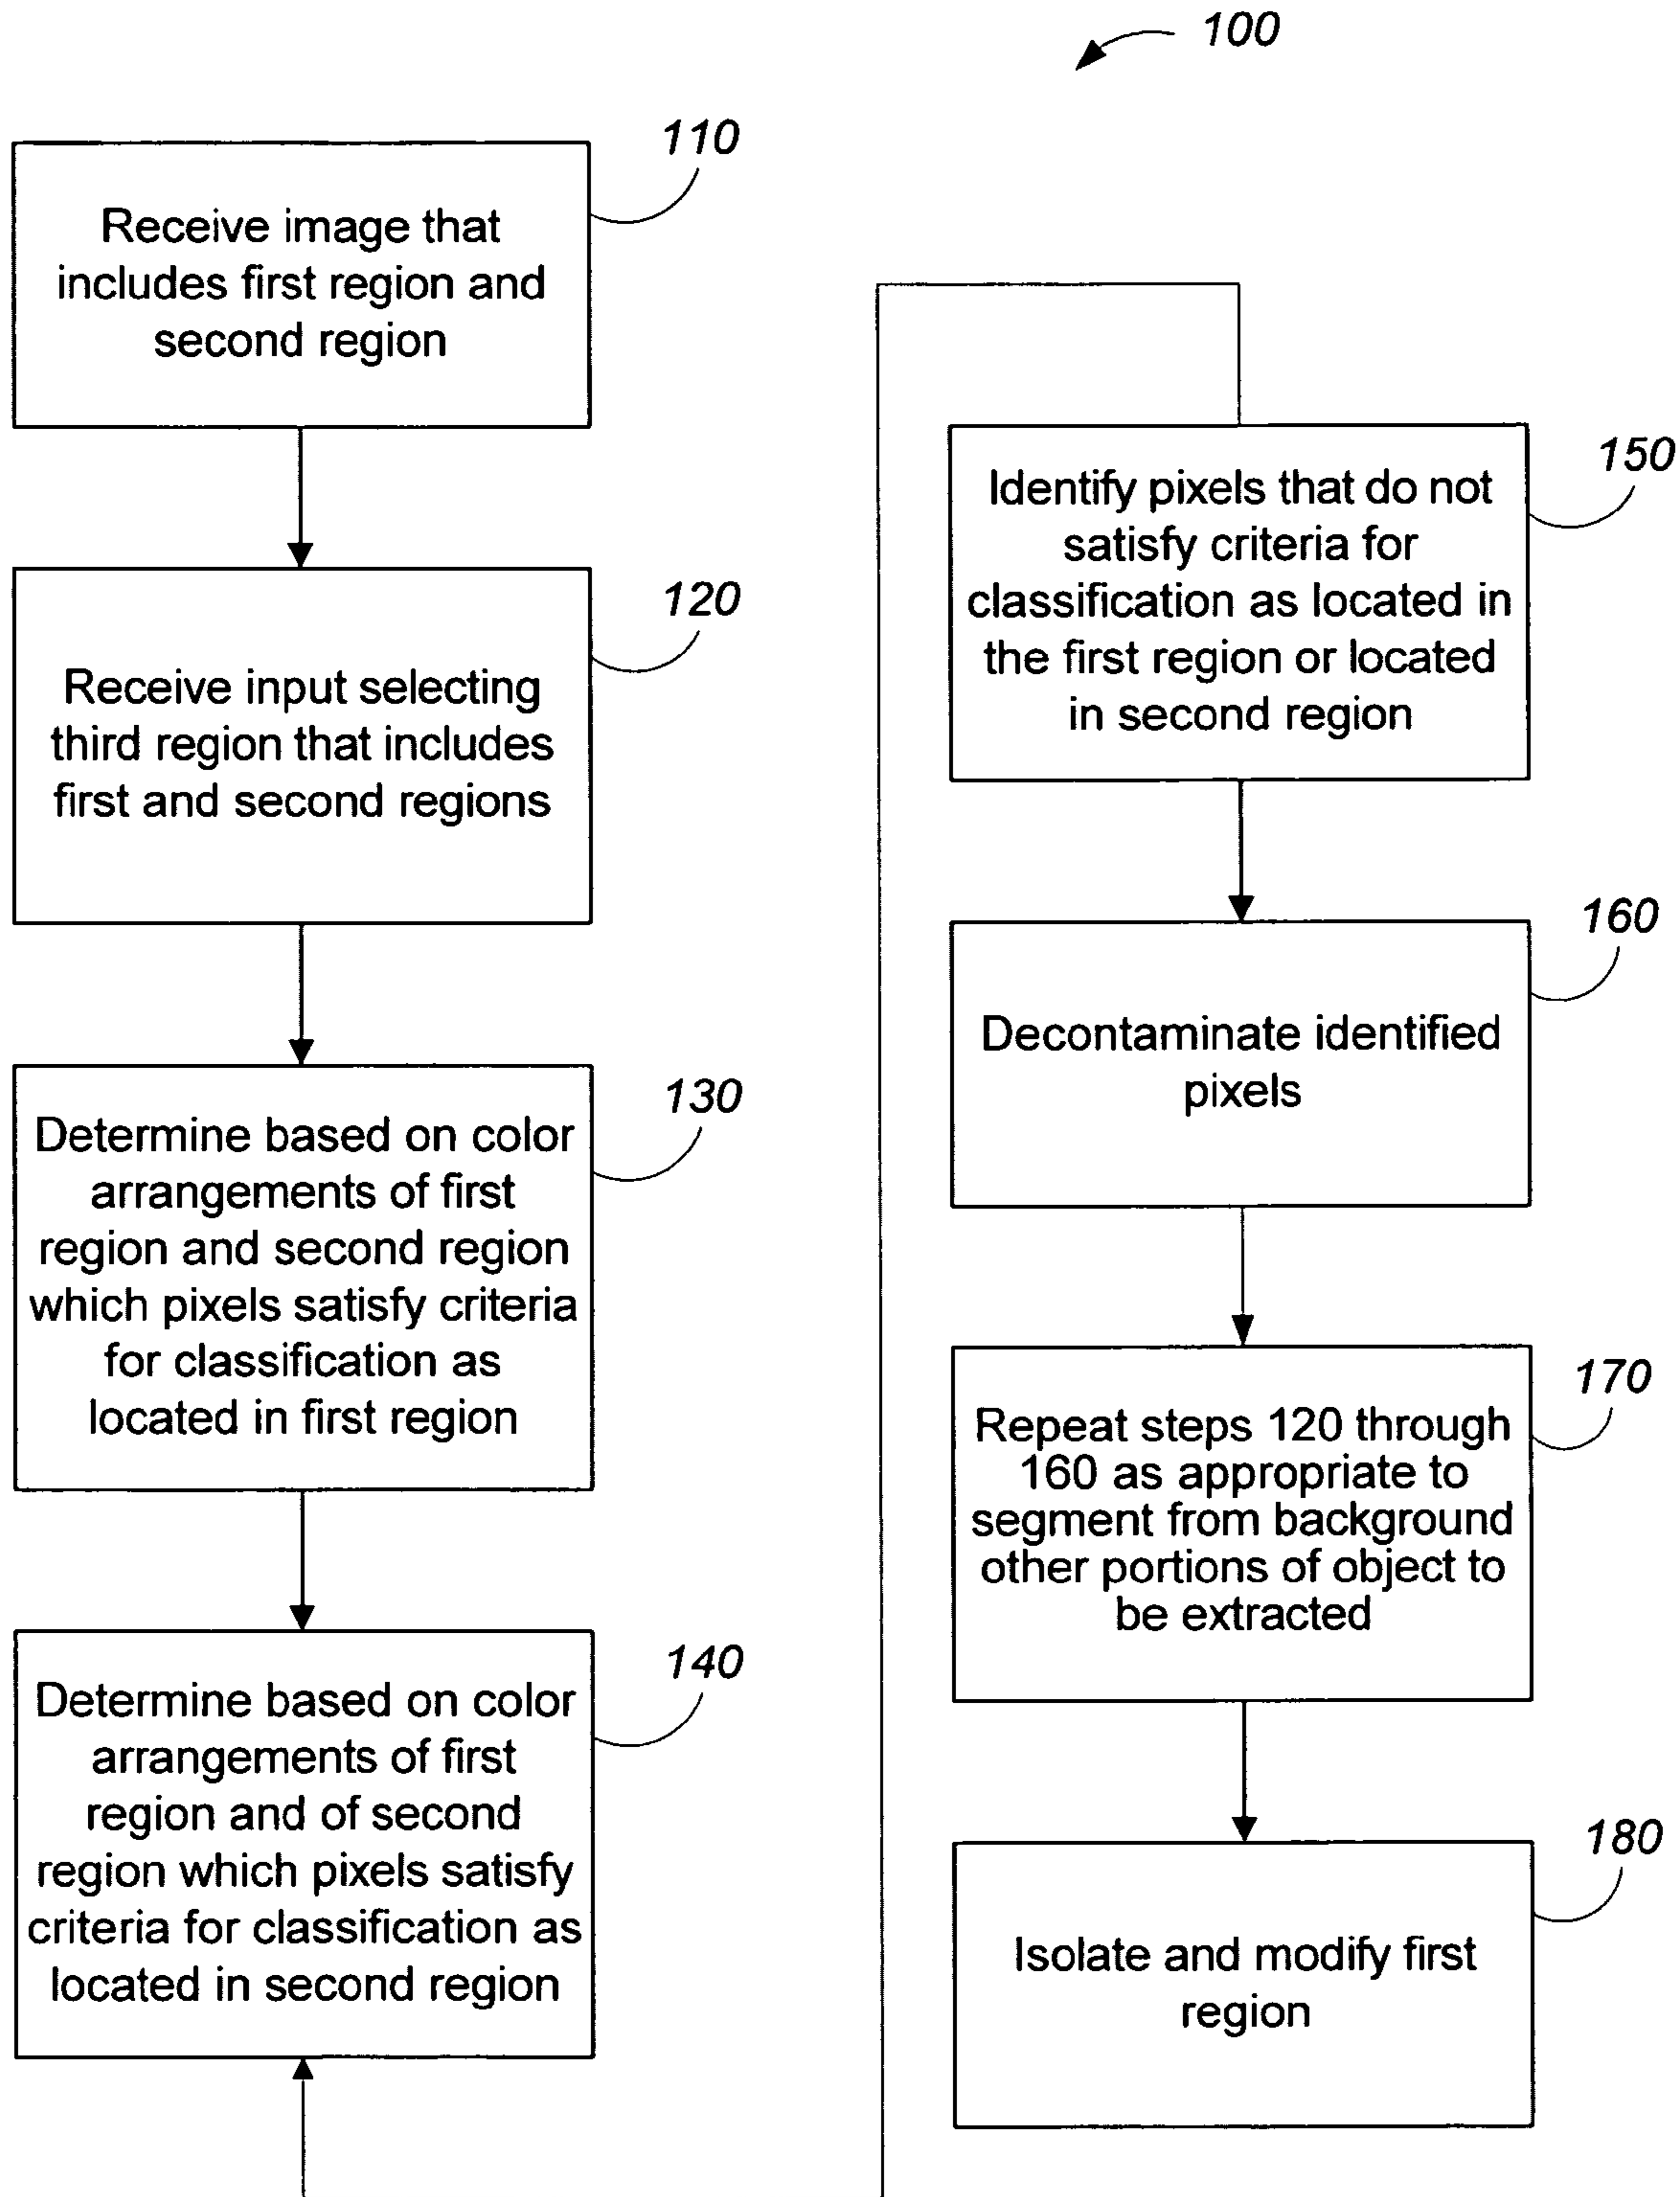 100
110
Receive image that
includes first region and
second region
120
Receive input selecting
third region that includes
first and second regions
130
Determine based on color
arrangements of first
region and second region
which pixels satisfy criteria
for classification as
located in first region
140
Determine based on color
arrangements of first
region and of second
region which pixels satisfy
criteria for classification as
located in second region
150
Identify pixels that do not
satisfy criteria for
classification as located in
the first region or located
in second region
160
Decontaminate identified
pixels
170
Repeat steps 120 through
160 as appropriate to
segment from background
other portions of object to
be extracted
180
Isolate and modify first
region